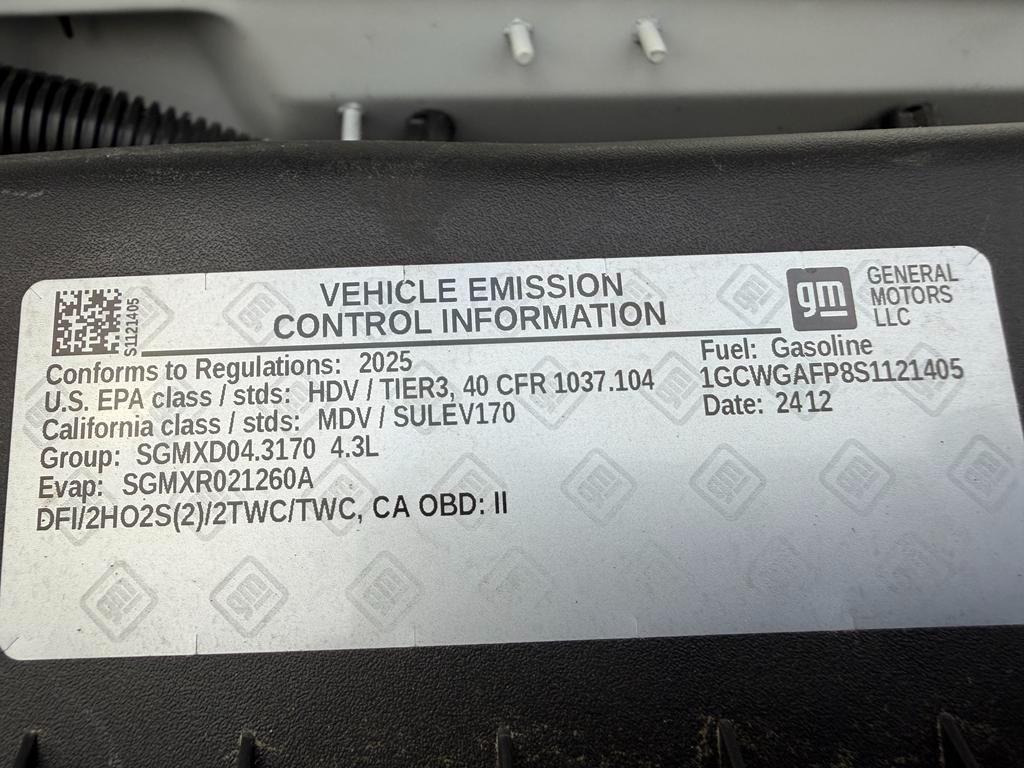 S1121405
VEHICLE EMISSION
CONTROL INFORMATION
gm
GENERAL
MOTORS
LLC
Conforms to Regulations: 2025
U.S. EPA class / stds: HDV / TIER3, 40 CFR 1037.104
California class / stds: MDV / SULEV170
Group: SGMXD04.3170 4.3L
Evap: SGMXR021260A
DFI/2HO2S(2)/2TWC/TWC, CA OBD: II
Fuel: Gasoline
1GCWGAFP8S1121405
Date: 2412